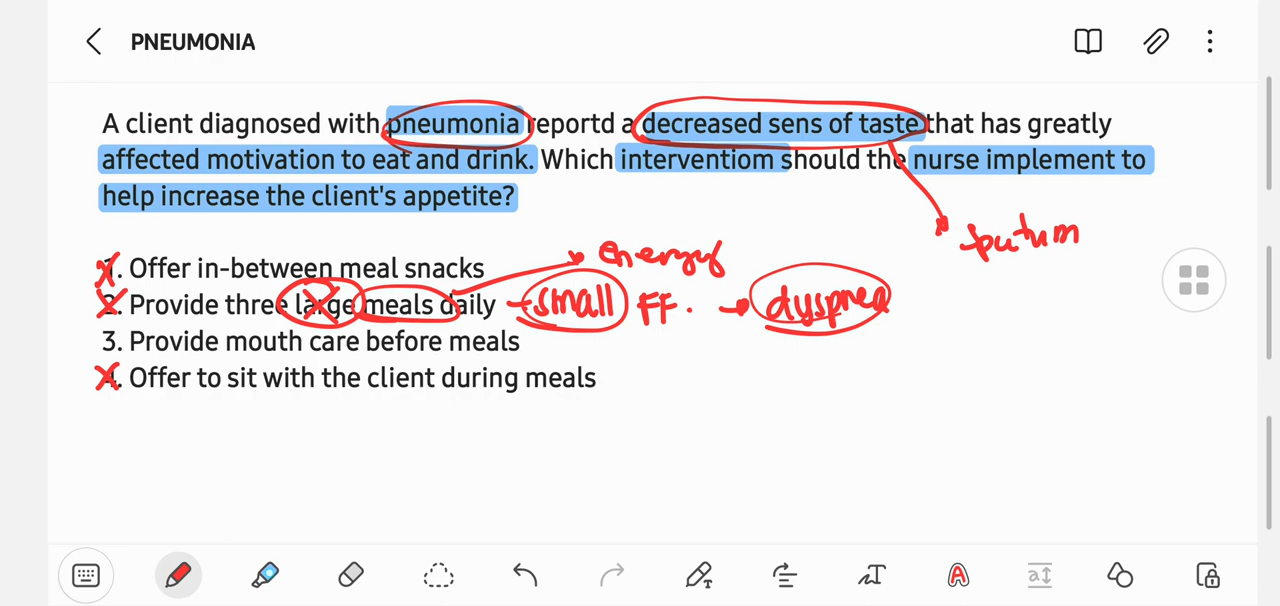 PNEUMONIA
A client diagnosed with pneumonia reportd a decreased sens of taste that has greatly
affected motivation to eat and drink. Which interventiom should the nurse implement to
help increase the client's appetite?
sputum
1. Offer in-between meal snacks
energy
2. Provide three large meals daily → small FF. → dyspnea
3. Provide mouth care before meals
4. Offer to sit with the client during meals
T
T
A
a